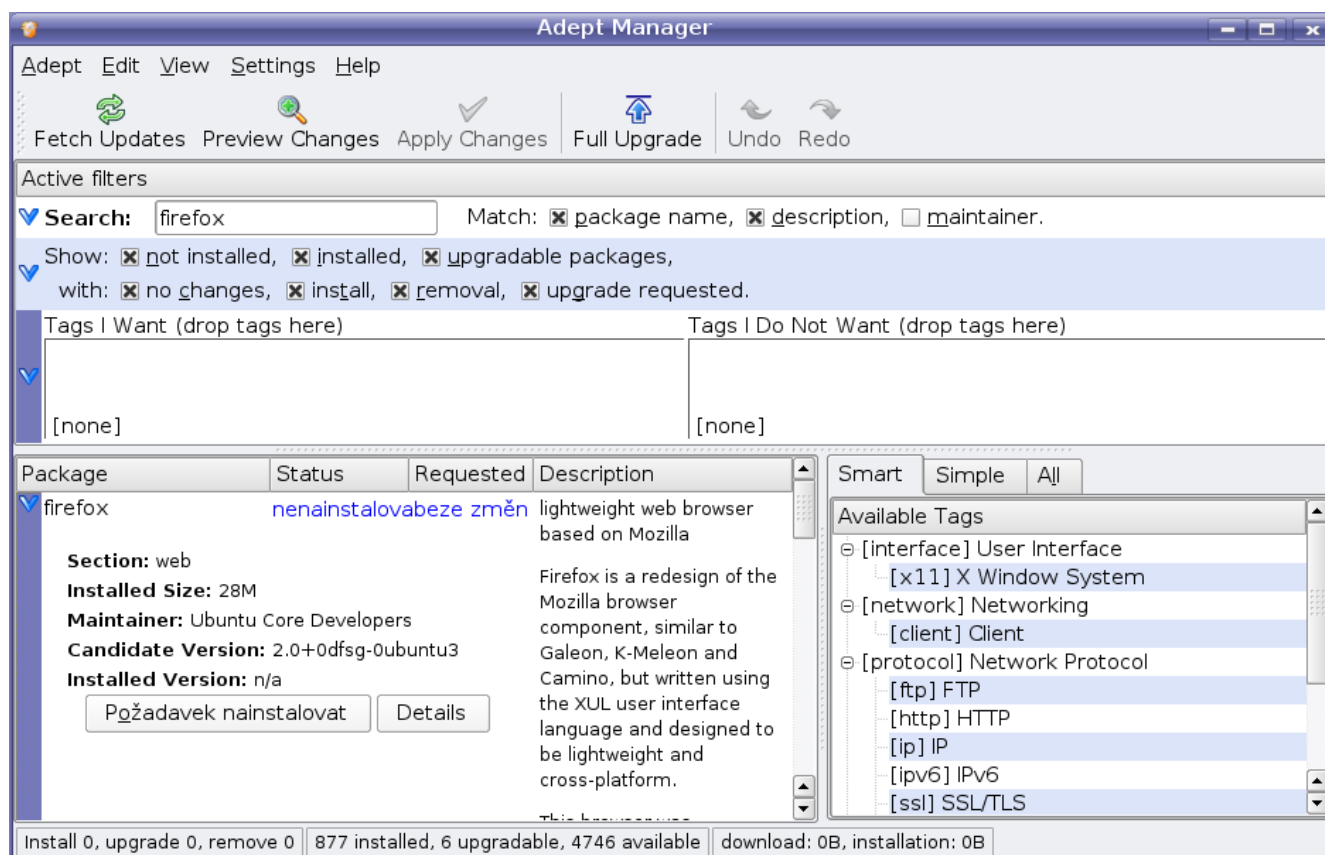 Adept Manager
Adept Edit View Settings Help
Fetch Updates Preview Changes Apply Changes Full Upgrade Undo Redo
Active filters
Search: firefox Match: package name, description, maintainer.
Show: not installed, installed, upgradable packages,
with: no changes, install, removal, upgrade requested.
Tags I Want (drop tags here) Tags I Do Not Want (drop tags here)
[none] [none]
Package Status Requested Description
firefox nenainstalovabeze změn lightweight web browser
based on Mozilla
Section: web
Installed Size: 28M
Maintainer: Ubuntu Core Developers
Candidate Version: 2.0+0dfsg-0ubuntu3
Installed Version: n/a
Požadavek nainstalovat Details
Firefox is a redesign of the
Mozilla browser
component, similar to
Galeon, K-Meleon and
Camino, but written using
the XUL user interface
language and designed to
be lightweight and
cross-platform.
This browser was
Smart Simple All
Available Tags
[interface] User Interface
[x11] X Window System
[network] Networking
[client] Client
[protocol] Network Protocol
[ftp] FTP
[http] HTTP
[ip] IP
[ipv6] IPv6
[ssl] SSL/TLS
Install 0, upgrade 0, remove 0 877 installed, 6 upgradable, 4746 available download: 0B, installation: 0B